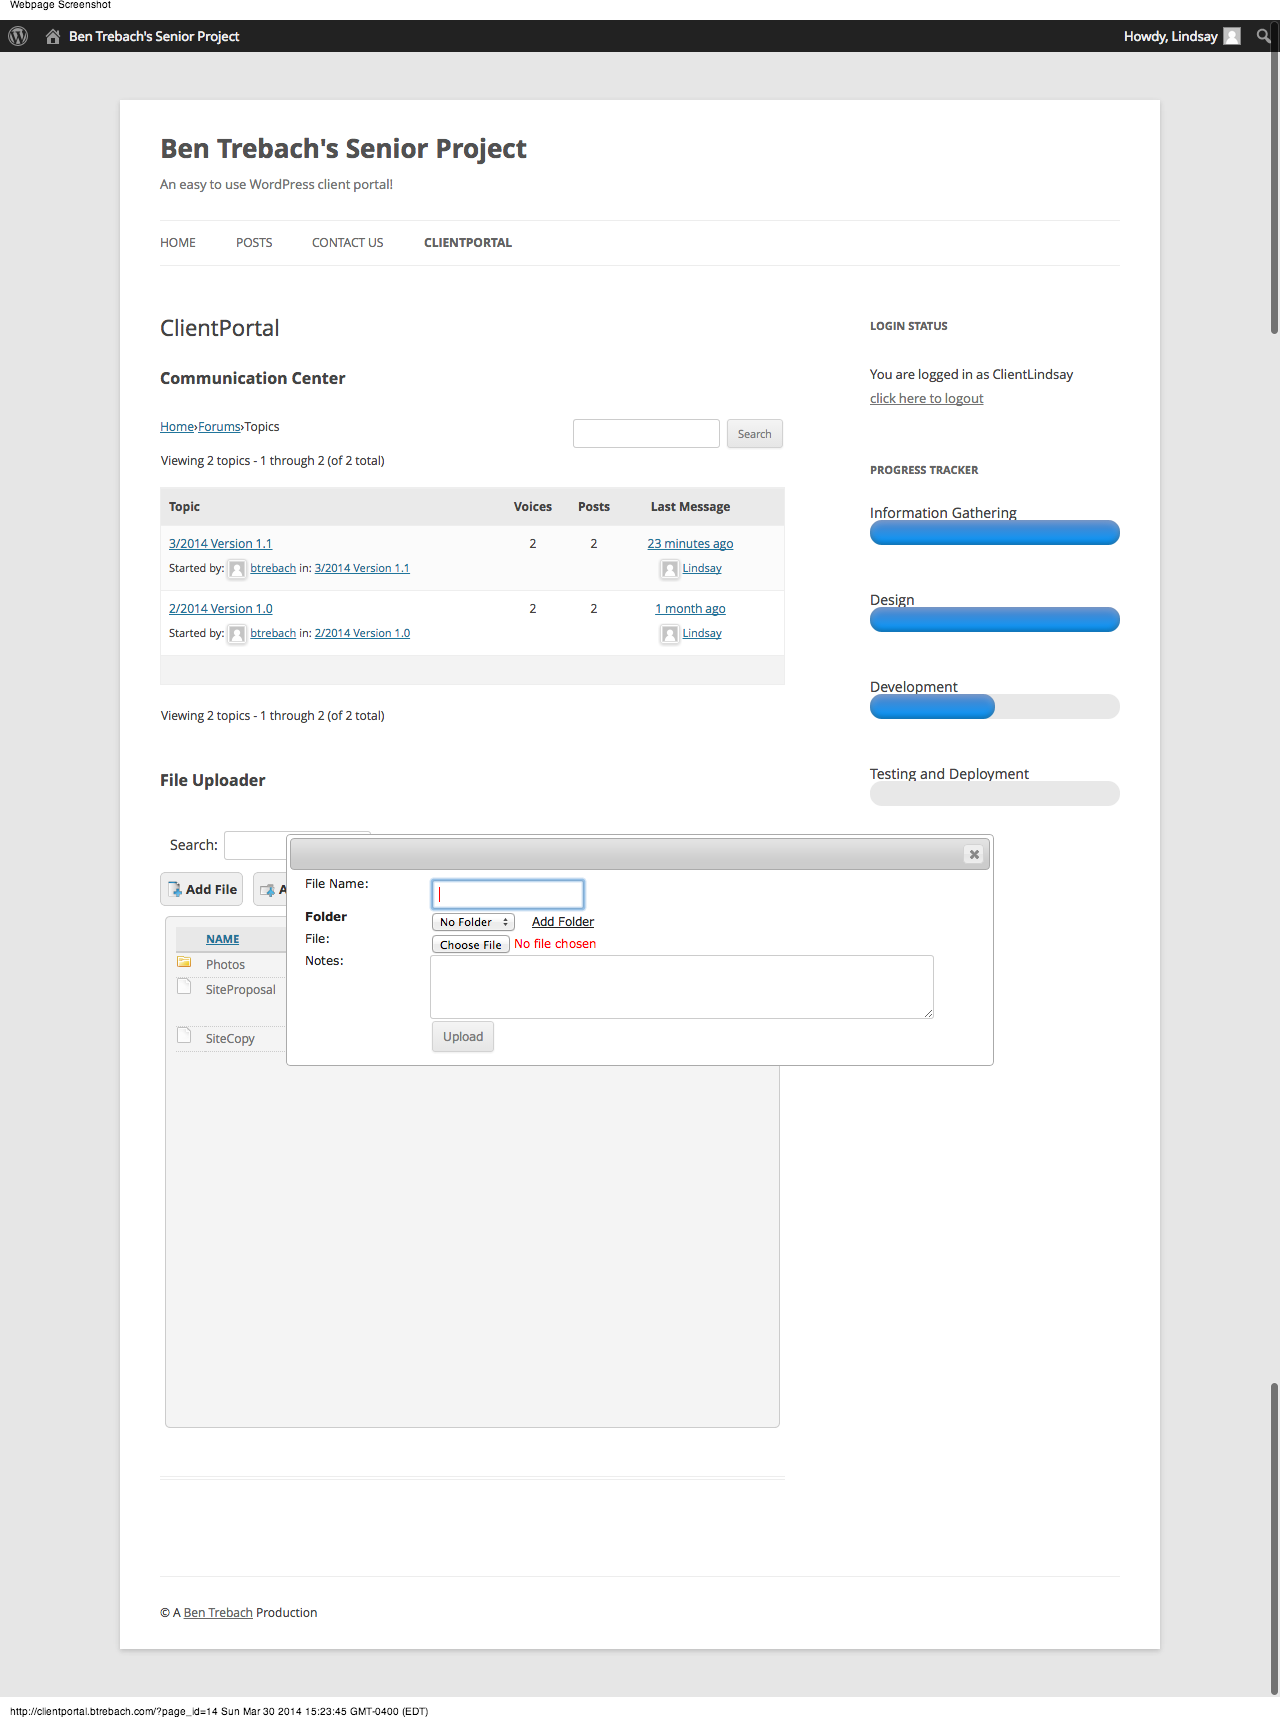 Webpage Screenshot
Ben Trebach's Senior Project
Howdy, Lindsay
Ben Trebach's Senior Project
An easy to use WordPress client portal!
HOME POSTS CONTACT US CLIENTPORTAL
ClientPortal
Communication Center
Home›Forums›Topics
Search
Viewing 2 topics - 1 through 2 (of 2 total)
Topic Voices Posts Last Message
3/2014 Version 1.1 2 2 23 minutes ago
Started by: btrebach in: 3/2014 Version 1.1 Lindsay
2/2014 Version 1.0 2 2 1 month ago
Started by: btrebach in: 2/2014 Version 1.0 Lindsay
Viewing 2 topics - 1 through 2 (of 2 total)
LOGIN STATUS
You are logged in as ClientLindsay
click here to logout
PROGRESS TRACKER
Information Gathering
Design
Development
Testing and Deployment
File Uploader
Search:
Add File A
NAME
Photos
SiteProposal
SiteCopy
File Name:
Folder No Folder Add Folder
File: Choose File No file chosen
Notes:
Upload
© A Ben Trebach Production
http://clientportal.btrebach.com/?page_id=14 Sun Mar 30 2014 15:23:45 GMT-0400 (EDT)